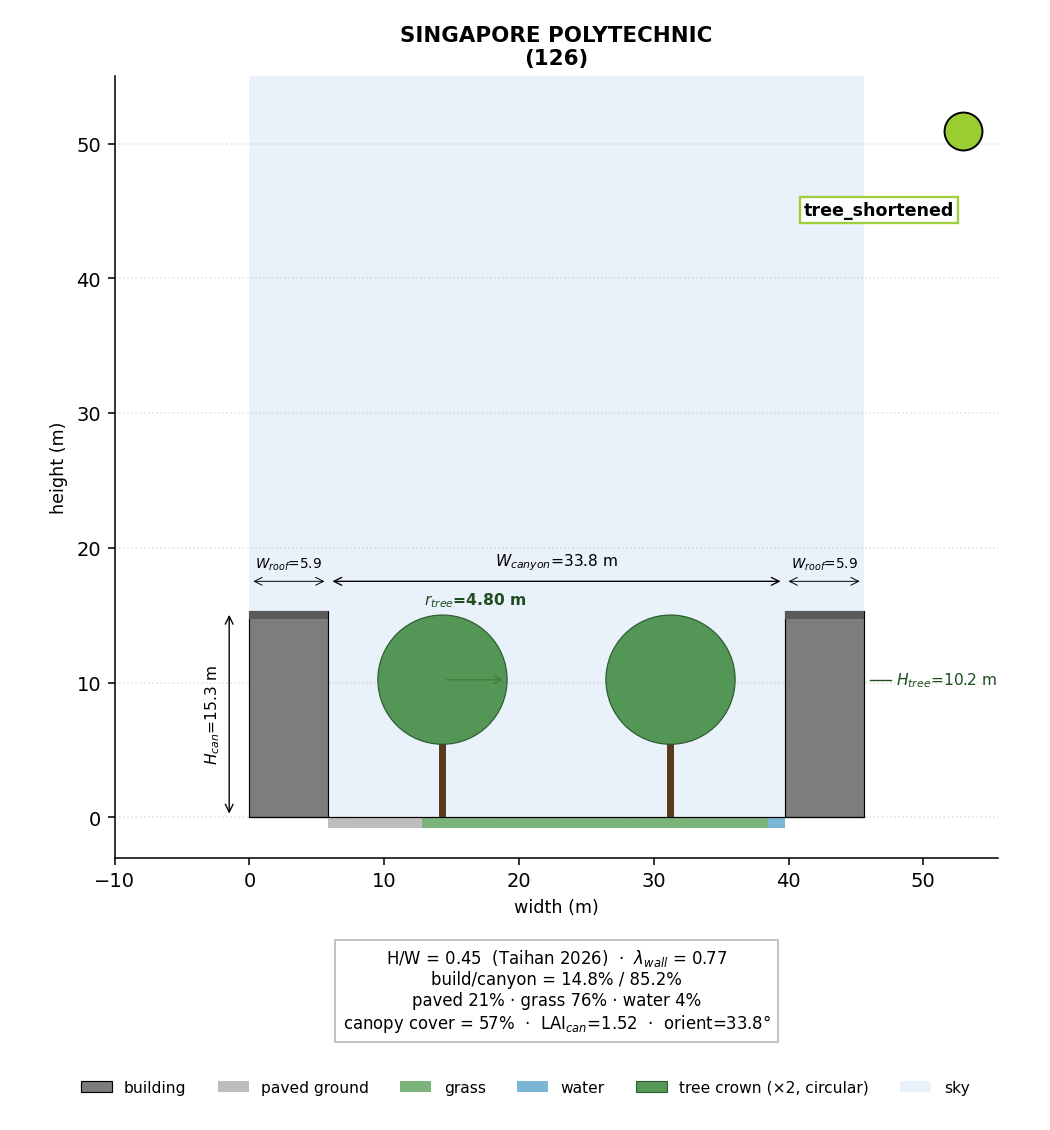 SINGAPORE POLYTECHNIC
(126)
50
tree_shortened
40
30
height (m)
20
W_roof=5.9
W_canyon=33.8 m
W_roof=5.9
r_tree=4.80 m
H_can=15.3 m
10
H_tree=10.2 m
0
−10 0 10 20 30 40 50
width (m)
H/W = 0.45 (Taihan 2026) · λ_wall = 0.77
build/canyon = 14.8% / 85.2%
paved 21% · grass 76% · water 4%
canopy cover = 57% · LAI_can=1.52 · orient=33.8°
building paved ground grass water tree crown (×2, circular) sky